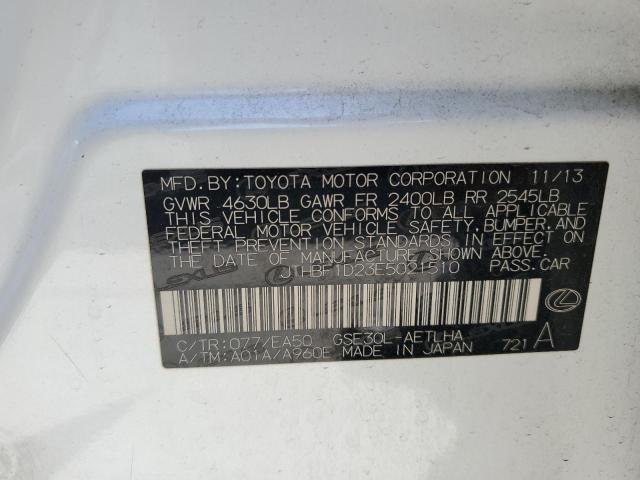 MFD.BY:TOYOTA MOTOR CORPORATION 11/13
GVWR 4630LB GAWR FR 2400LB RR 2545LB
THIS VEHICLE CONFORMS TO ALL APPLICABLE
FEDERAL MOTOR VEHICLE SAFETY,BUMPER,AND
THEFT PREVENTION STANDARDS IN EFFECT ON
THE DATE OF MANUFACTURE SHOWN ABOVE.
JTHBF1D23E5021510 PASS.CAR
C/TR:077/EA50 GSE30L-AETLHA
A/TM:A01A/A960E MADE IN JAPAN 721 A